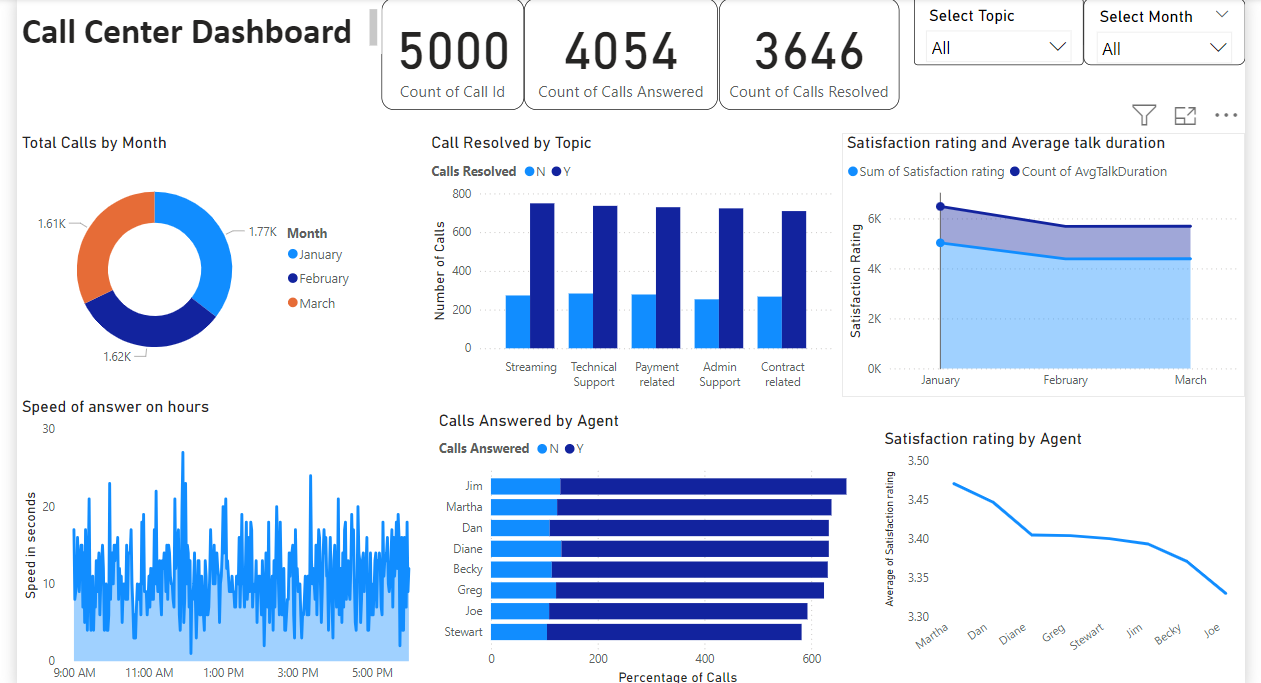 Call Center Dashboard
5000
Count of Call Id
4054
Count of Calls Answered
3646
Count of Calls Resolved
Select Topic
All
Select Month
All
Total Calls by Month
1.61K
1.77K
1.62K
Month
January
February
March
Call Resolved by Topic
Calls Resolved N Y
Number of Calls
800
600
400
200
0
Streaming
Technical
Support
Payment
related
Admin
Support
Contract
related
Satisfaction rating and Average talk duration
Sum of Satisfaction rating Count of AvgTalkDuration
Satisfaction Rating
6K
4K
2K
0K
January February March
Speed of answer on hours
Speed in seconds
30
20
10
0
9:00 AM 11:00 AM 1:00 PM 3:00 PM 5:00 PM
Calls Answered by Agent
Calls Answered N Y
Jim
Martha
Dan
Diane
Becky
Greg
Joe
Stewart
0 200 400 600
Percentage of Calls
Satisfaction rating by Agent
Average of Satisfaction rating
3.50
3.45
3.40
3.35
3.30
Martha Dan Diane Greg Stewart Jim Becky Joe